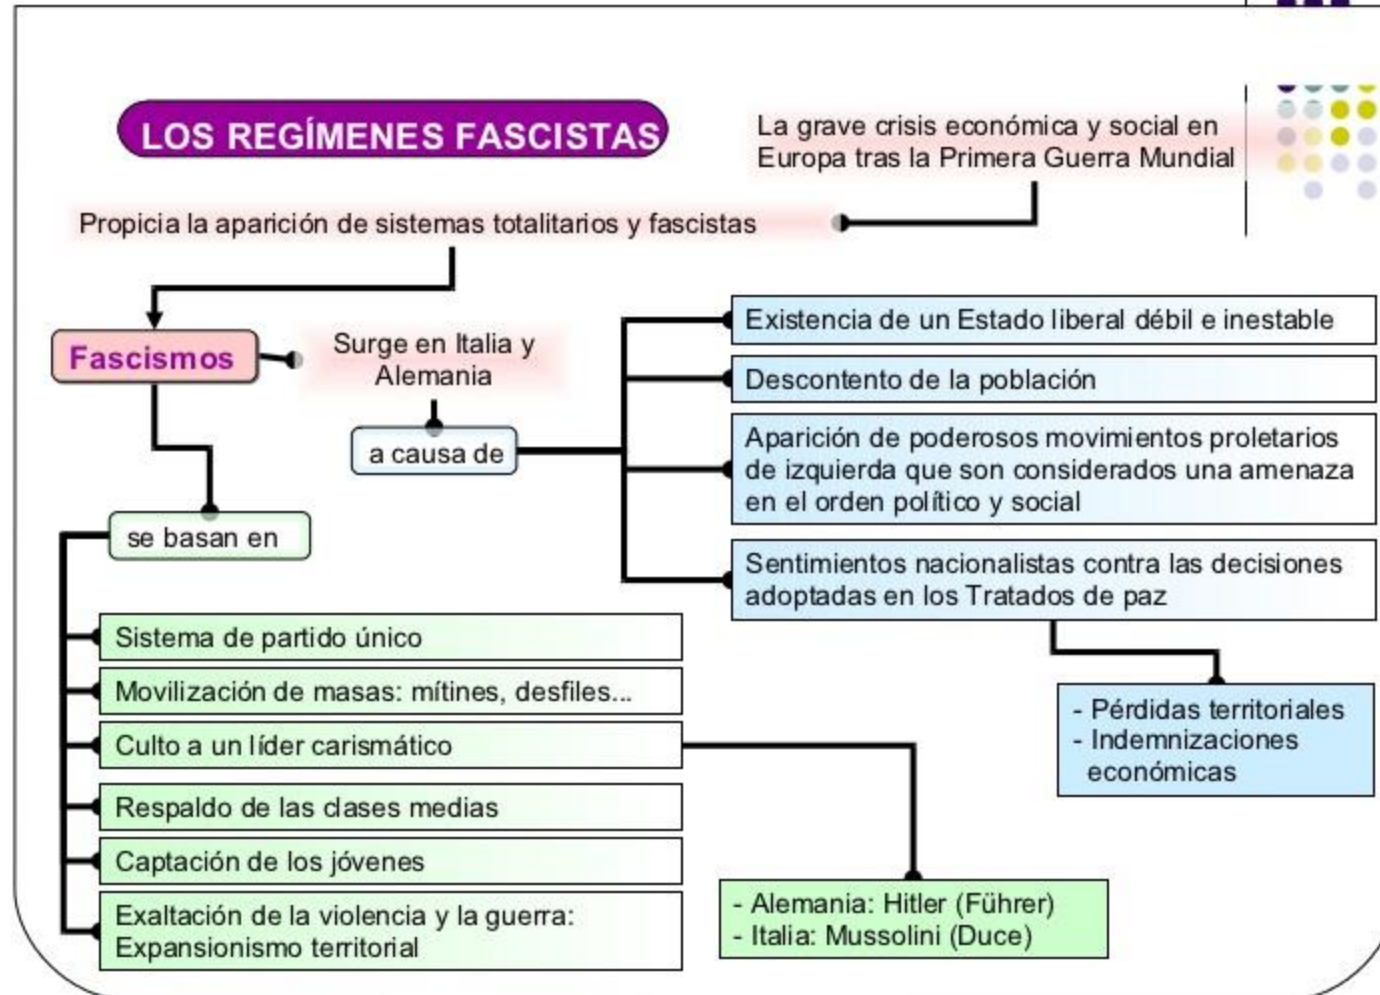 LOS REGÍMENES FASCISTAS
La grave crisis económica y social en
Europa tras la Primera Guerra Mundial
Propicia la aparición de sistemas totalitarios y fascistas
Fascismos
Surge en Italia y
Alemania
a causa de
Existencia de un Estado liberal débil e inestable
Descontento de la población
Aparición de poderosos movimientos proletarios
de izquierda que son considerados una amenaza
en el orden político y social
Sentimientos nacionalistas contra las decisiones
adoptadas en los Tratados de paz
- Pérdidas territoriales
- Indemnizaciones
económicas
se basan en
Sistema de partido único
Movilización de masas: mítines, desfiles...
Culto a un líder carismático
Respaldo de las clases medias
Captación de los jóvenes
Exaltación de la violencia y la guerra:
Expansionismo territorial
- Alemania: Hitler (Führer)
- Italia: Mussolini (Duce)